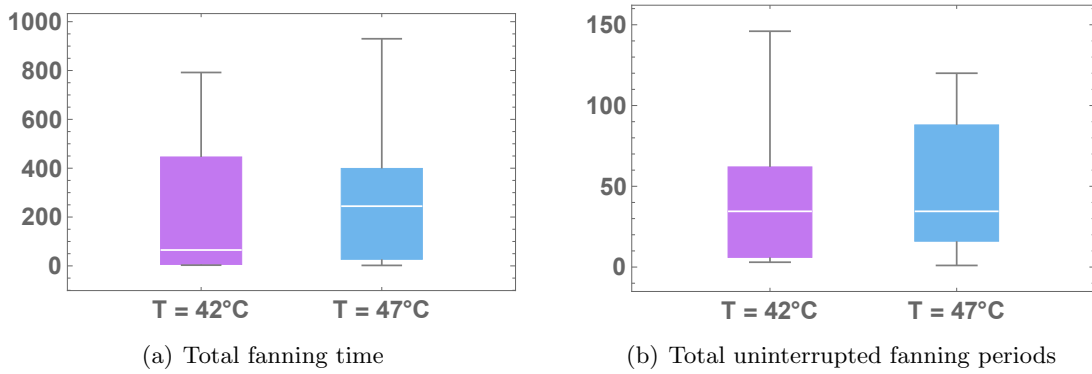 1000
800
600
400
200
0
T = 42°C T = 47°C
(a) Total fanning time
150
100
50
0
T = 42°C T = 47°C
(b) Total uninterrupted fanning periods